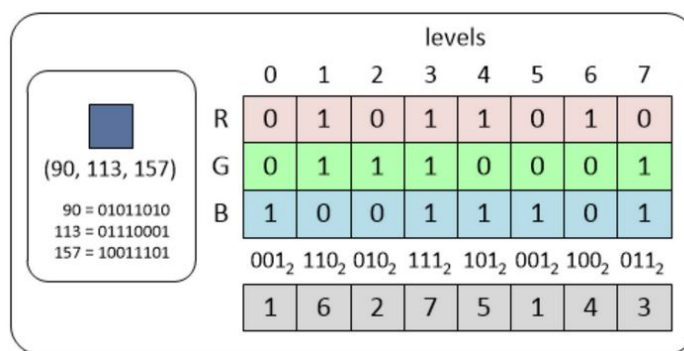 levels
0 1 2 3 4 5 6 7
R 0 1 0 1 1 0 1 0
(90, 113, 157)
G 0 1 1 1 0 0 0 1
90 = 01011010
B 1 0 0 1 1 1 0 1
113 = 01110001
157 = 10011101
001₂ 110₂ 010₂ 111₂ 101₂ 001₂ 100₂ 011₂
1 6 2 7 5 1 4 3